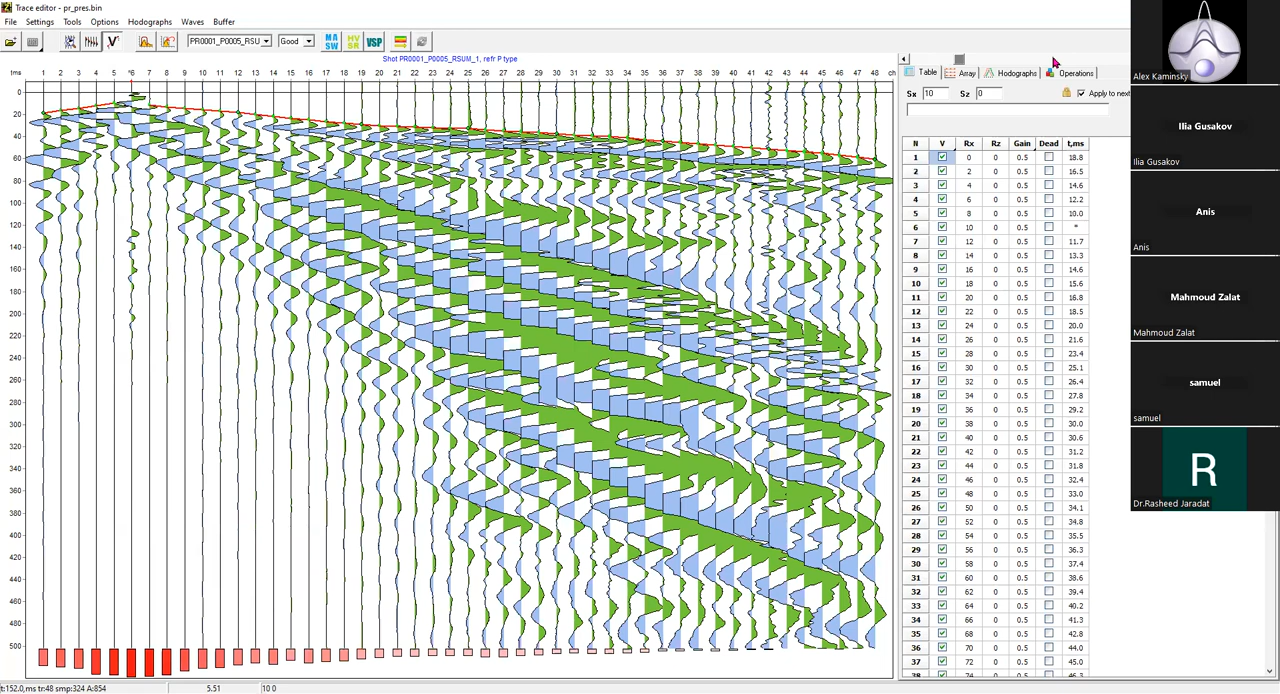 Trace editor - pr_pres.bin
File Settings Tools Options Hodographs Waves Buffer
PR0001_P0005_RSU Good MA SW HV SR VSP
Shot PR0001_P0005_RSUM_1, refr P type
tms 1 2 3 4 5 *6 7 8 9 10 11 12 13 14 15 16 17 18 19 20 21 22 23 24 25 26 27 28 29 30 31 32 33 34 35 36 37 38 39 40 41 42 43 44 45 46 47 48 ch
0
20
40
60
80
100
120
140
160
180
200
220
240
260
280
300
320
340
360
380
400
420
440
460
480
500
t:152.0,ms tr:48 smp:324 A:854 5.51 10 0
Table Array Hodographs Operations
Sx 10 Sz 0 Apply to next
N V Rx Rz Gain Dead t,ms
1 0 0 0.5 18.8
2 2 0 0.5 16.5
3 4 0 0.5 14.6
4 6 0 0.5 12.2
5 8 0 0.5 10.0
6 10 0 0.5 *
7 12 0 0.5 11.7
8 14 0 0.5 13.3
9 16 0 0.5 14.6
10 18 0 0.5 15.6
11 20 0 0.5 16.8
12 22 0 0.5 18.5
13 24 0 0.5 20.0
14 26 0 0.5 21.6
15 28 0 0.5 23.4
16 30 0 0.5 25.1
17 32 0 0.5 26.4
18 34 0 0.5 27.8
19 36 0 0.5 29.2
20 38 0 0.5 30.0
21 40 0 0.5 30.6
22 42 0 0.5 31.2
23 44 0 0.5 31.8
24 46 0 0.5 32.4
25 48 0 0.5 33.0
26 50 0 0.5 34.1
27 52 0 0.5 34.8
28 54 0 0.5 35.5
29 56 0 0.5 36.3
30 58 0 0.5 37.4
31 60 0 0.5 38.6
32 62 0 0.5 39.4
33 64 0 0.5 40.2
34 66 0 0.5 41.3
35 68 0 0.5 42.8
36 70 0 0.5 44.0
37 72 0 0.5 45.0
38 74 0 0.5 46.3
Alex Kaminsky
Ilia Gusakov
Ilia Gusakov
Anis
Anis
Mahmoud Zalat
Mahmoud Zalat
samuel
samuel
R
Dr.Rasheed Jaradat